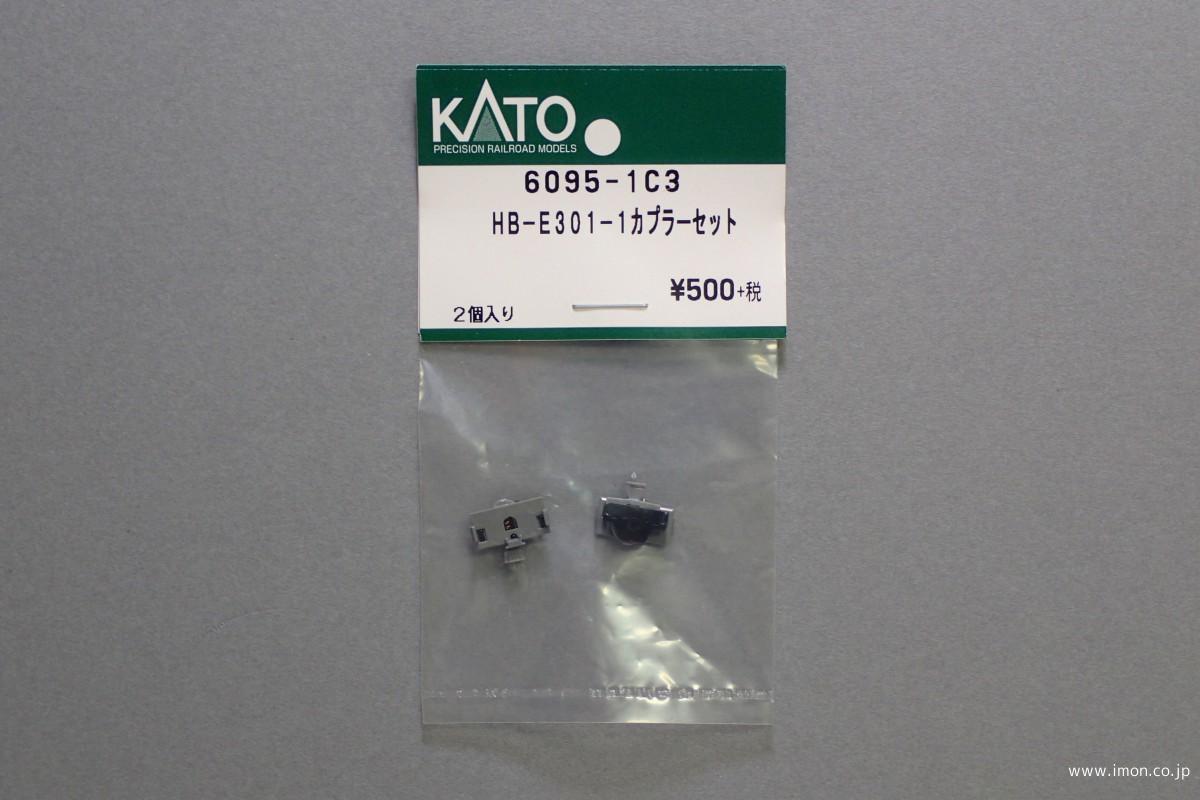 KATO
PRECISION RAILROAD MODELS
6095-1C3
HB-E301-1カプラーセット
¥500+税
2個入り
www.imon.co.jp